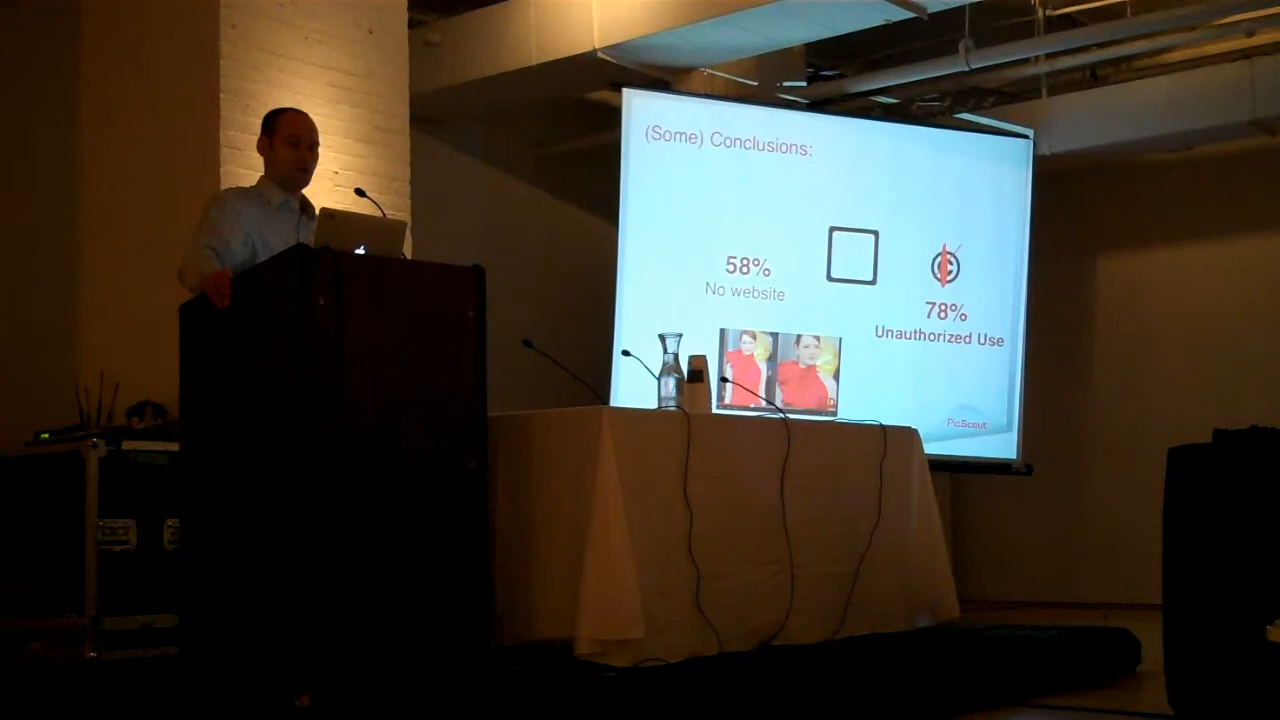 (Some) Conclusions:
58%
No website
©
78%
Unauthorized Use
PicScout